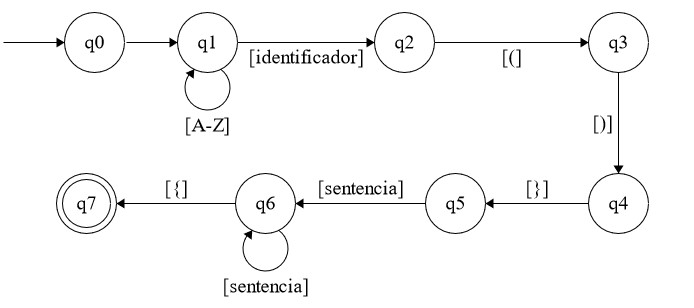 q0
q1
[identificador]
q2
[(]
q3
[A-Z]
[)]
q7
[{]
q6
[sentencia]
q5
[}]
q4
[sentencia]